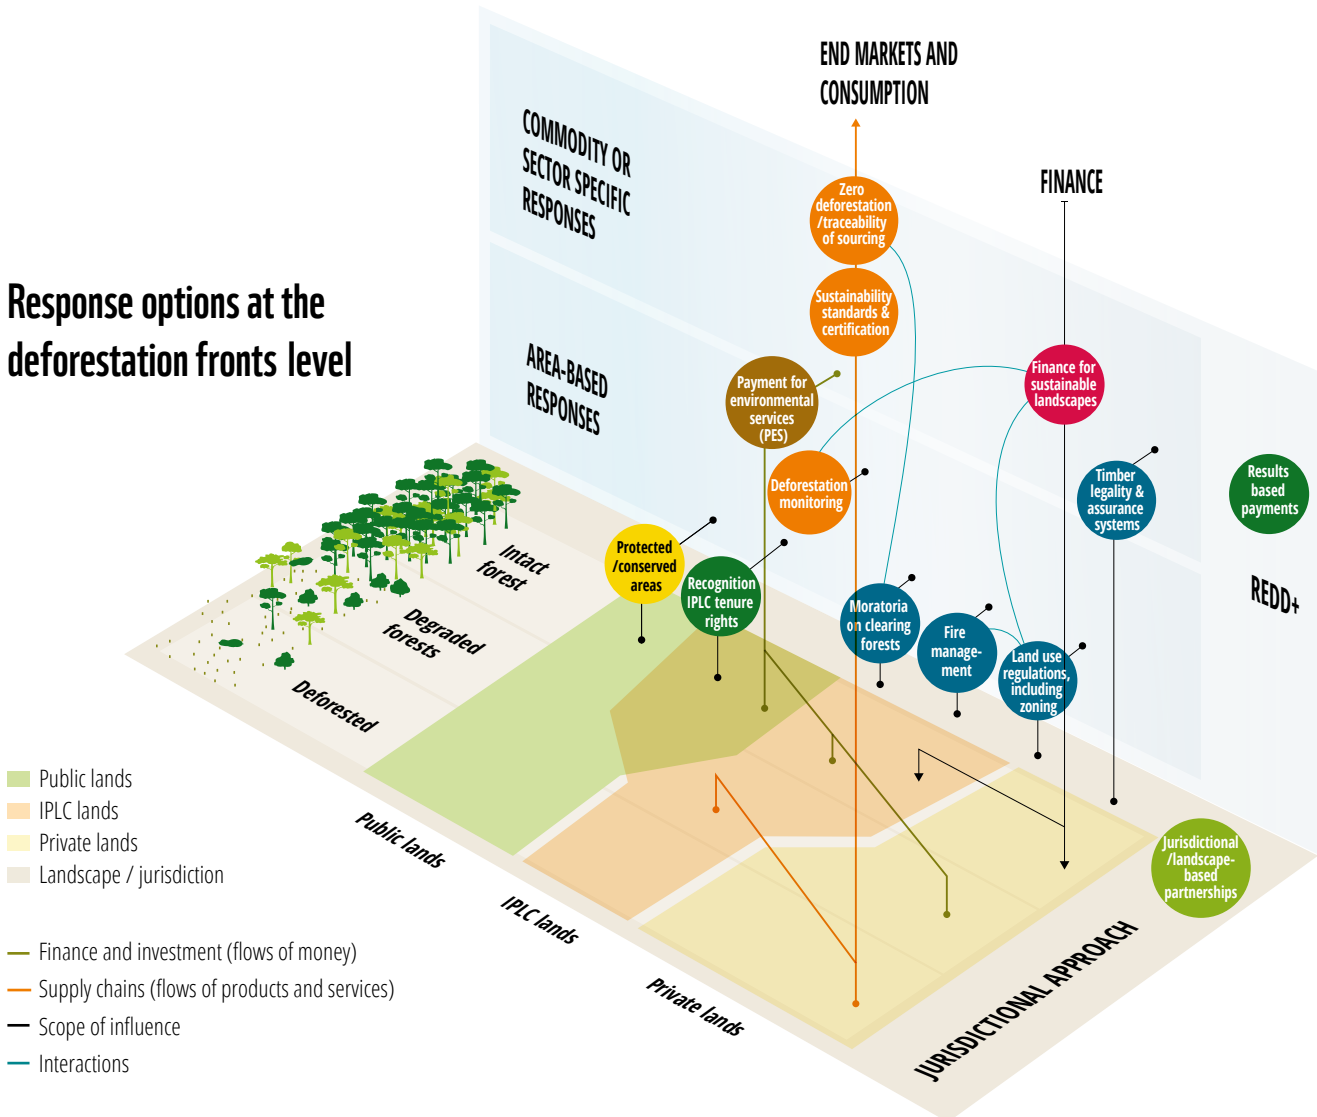 Response options at the
deforestation fronts level
COMMODITY OR
SECTOR SPECIFIC
RESPONSES
AREA-BASED
RESPONSES
END MARKETS AND
CONSUMPTION
FINANCE
Zero
deforestation
/traceability
of sourcing
Sustainability
standards &
certification
Payment for
environmental
services
(PES)
Finance for
sustainable
landscapes
Deforestation
monitoring
Timber
legality &
assurance
systems
Results
based
payments
REDD+
Protected
/conserved
areas
Recognition
IPLC tenure
rights
Moratoria
on clearing
forests
Fire
manage-
ment
Land use
regulations,
including
zoning
Jurisdictional
/landscape-
based
partnerships
Intact
forest
Degraded
forests
Deforested
Public lands
IPLC lands
Private lands
JURISDICTIONAL APPROACH
Public lands
IPLC lands
Private lands
Landscape / jurisdiction
Finance and investment (flows of money)
Supply chains (flows of products and services)
Scope of influence
Interactions